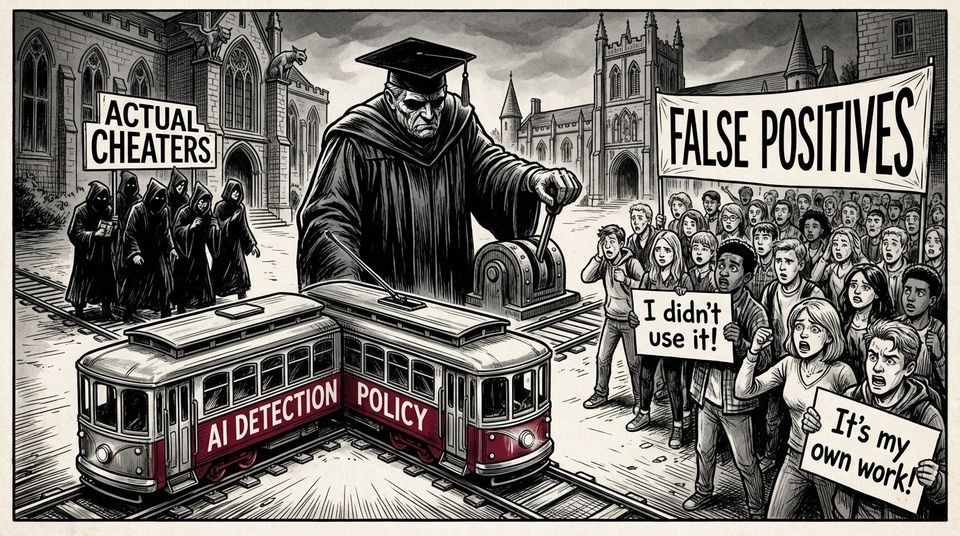 ACTUAL
CHEATERS
FALSE POSITIVES
I didn't
use it!
AI DETECTION POLICY
It's my
own work!